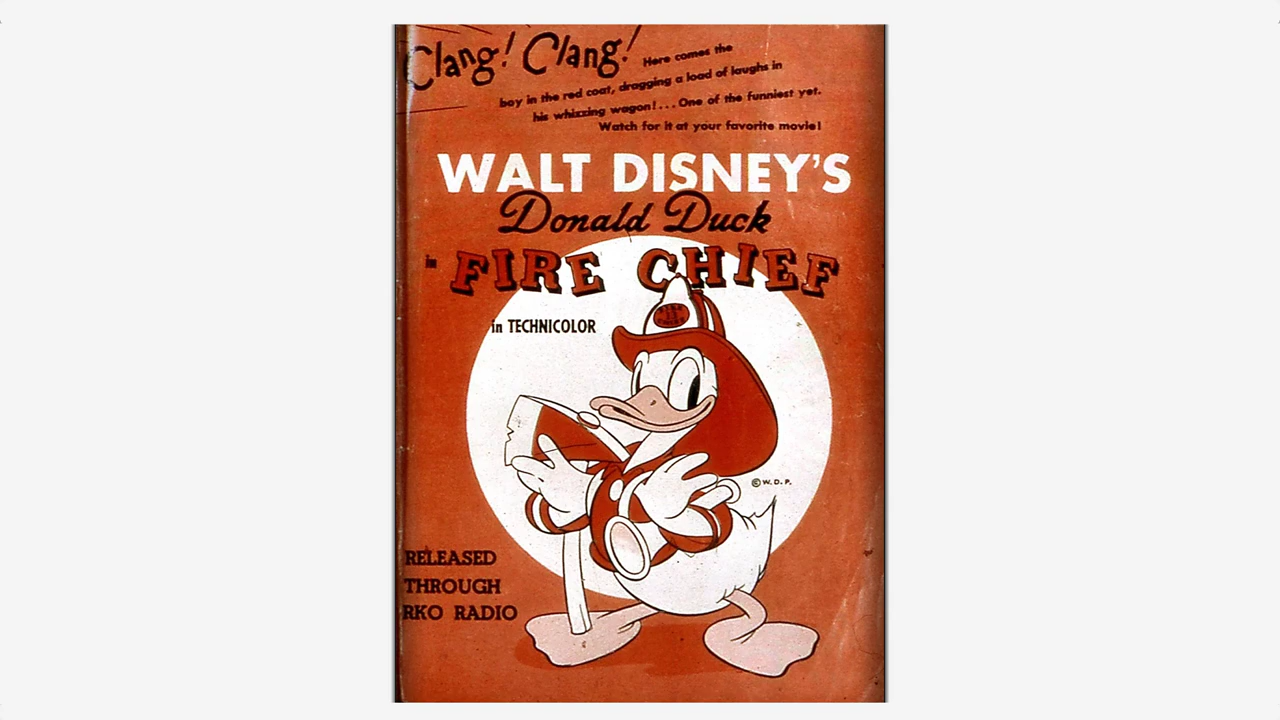 Clang! Clang! Here comes the
boy in the red coat, dragging a load of laughs in
his whizzing wagon!...One of the funniest yet.
Watch for it at your favorite movie!
WALT DISNEY'S
Donald Duck
in FIRE CHIEF
in TECHNICOLOR
©W.D.P.
RELEASED
THROUGH
RKO RADIO